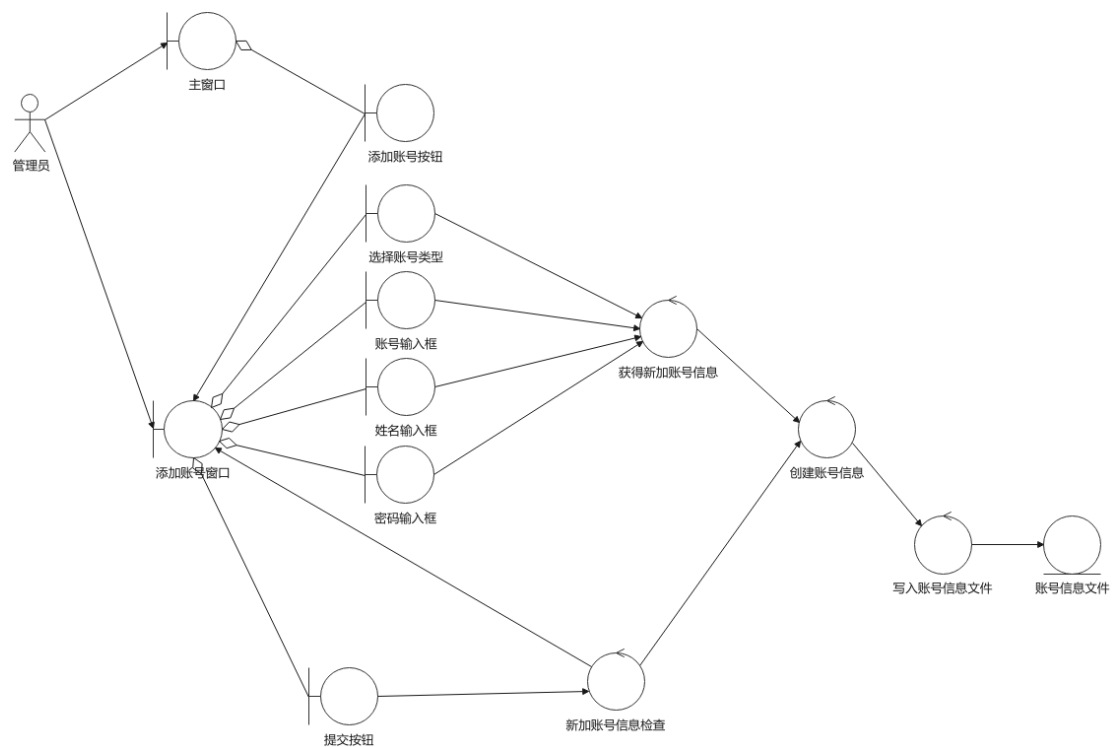 主窗口
管理员
添加账号按钮
选择账号类型
账号输入框
获得新加账号信息
姓名输入框
添加账号窗口
创建账号信息
密码输入框
写入账号信息文件
账号信息文件
新加账号信息检查
提交按钮